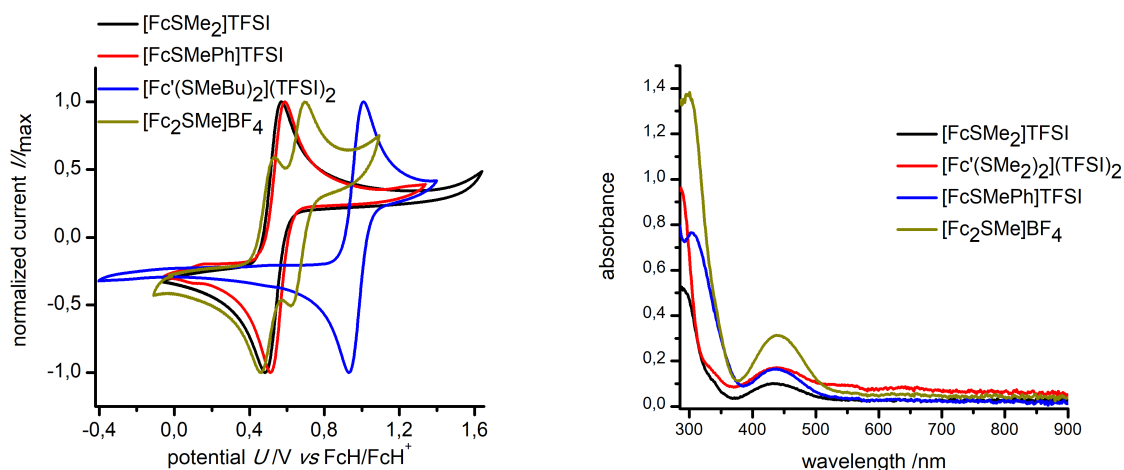 [FcSMe2]TFSI
[FcSMePh]TFSI
[Fc'(SMeBu)2](TFSI)2
[Fc2SMe]BF4
normalized current I/Imax
1,0
0,5
0,0
-0,5
-1,0
-0,4 0,0 0,4 0,8 1,2 1,6
potential U /V vs FcH/FcH+
absorbance
1,4
1,2
1,0
0,8
0,6
0,4
0,2
0,0
300 400 500 600 700 800 900
wavelength /nm
[FcSMe2]TFSI
[Fc'(SMe2)2](TFSI)2
[FcSMePh]TFSI
[Fc2SMe]BF4